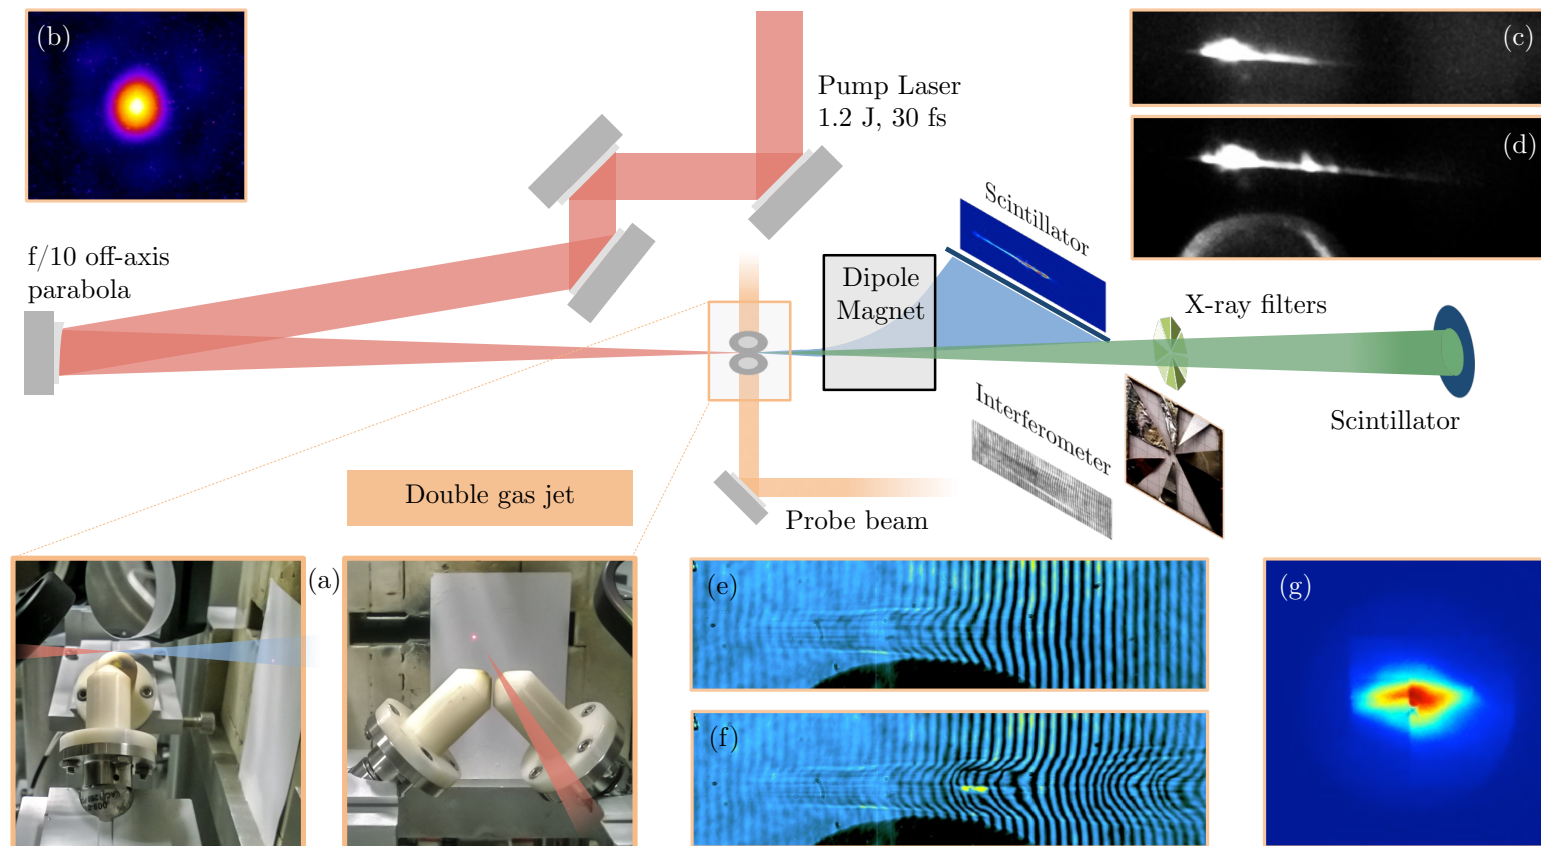 (b)
Pump Laser
1.2 J, 30 fs
(c)
(d)
f/10 off-axis
parabola
Scintillator
Dipole
Magnet
X-ray filters
Scintillator
Interferometer
Double gas jet
Probe beam
(a)
(e)
(f)
(g)